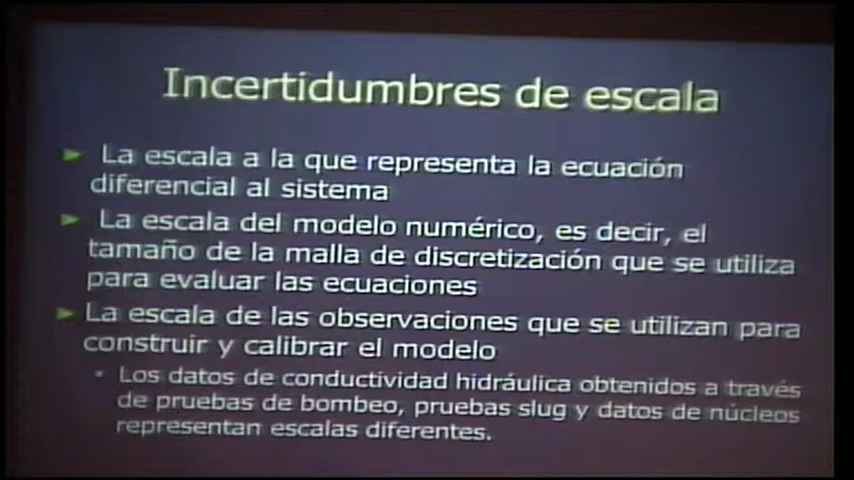 Incertidumbres de escala
La escala a la que representa la ecuación
diferencial al sistema
La escala del modelo numérico, es decir, el
tamaño de la malla de discretización que se utiliza
para evaluar las ecuaciones
La escala de las observaciones que se utilizan para
construir y calibrar el modelo
Los datos de conductividad hidráulica obtenidos a través
de pruebas de bombeo, pruebas slug y datos de núcleos
representan escalas diferentes.